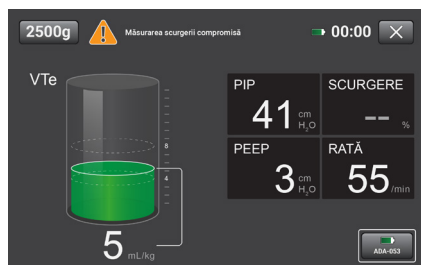 2500g
Măsurarea scurgerii compromisă
00:00
VTe
8
4
5 mL/kg
PIP
41 cm H₂O
SCURGERE
-- %
PEEP
3 cm H₂O
RATĂ
55 /min
ADA-053